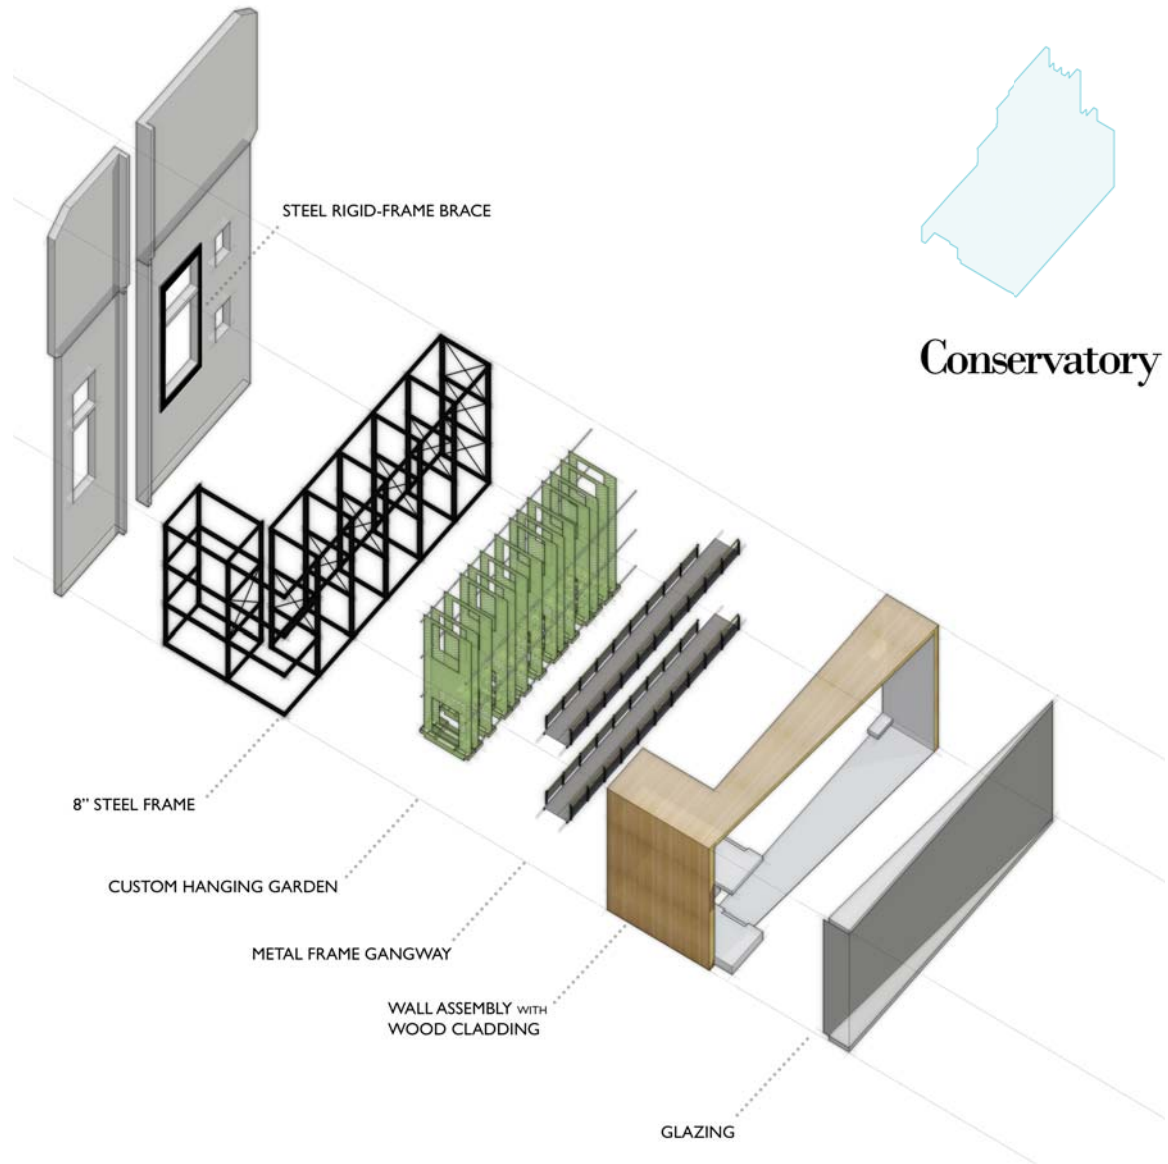 STEEL RIGID-FRAME BRACE
Conservatory
8” STEEL FRAME
CUSTOM HANGING GARDEN
METAL FRAME GANGWAY
WALL ASSEMBLY WITH
WOOD CLADDING
GLAZING